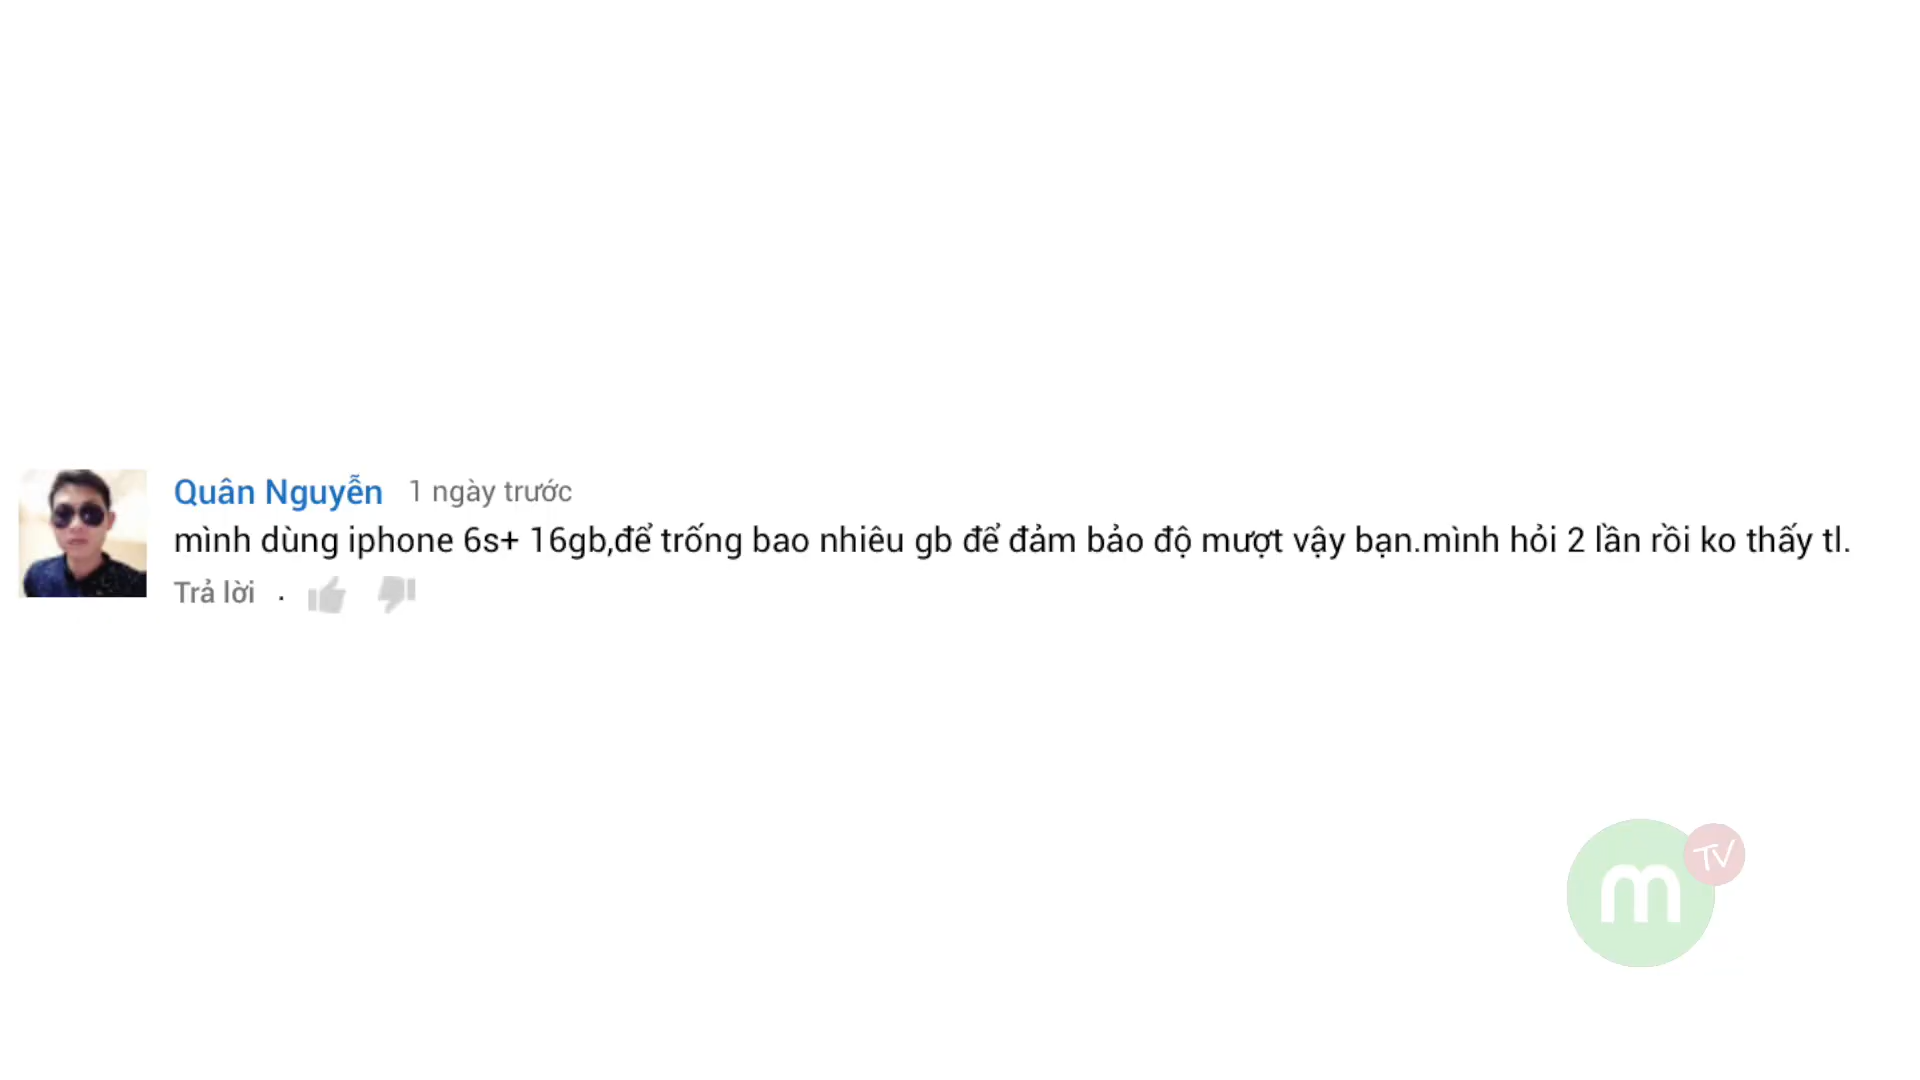 Quân Nguyễn 1 ngày trước
mình dùng iphone 6s+ 16gb,để trống bao nhiêu gb để đảm bảo độ mượt vậy bạn.mình hỏi 2 lần rồi ko thấy tl.
Trả lời .
m TV